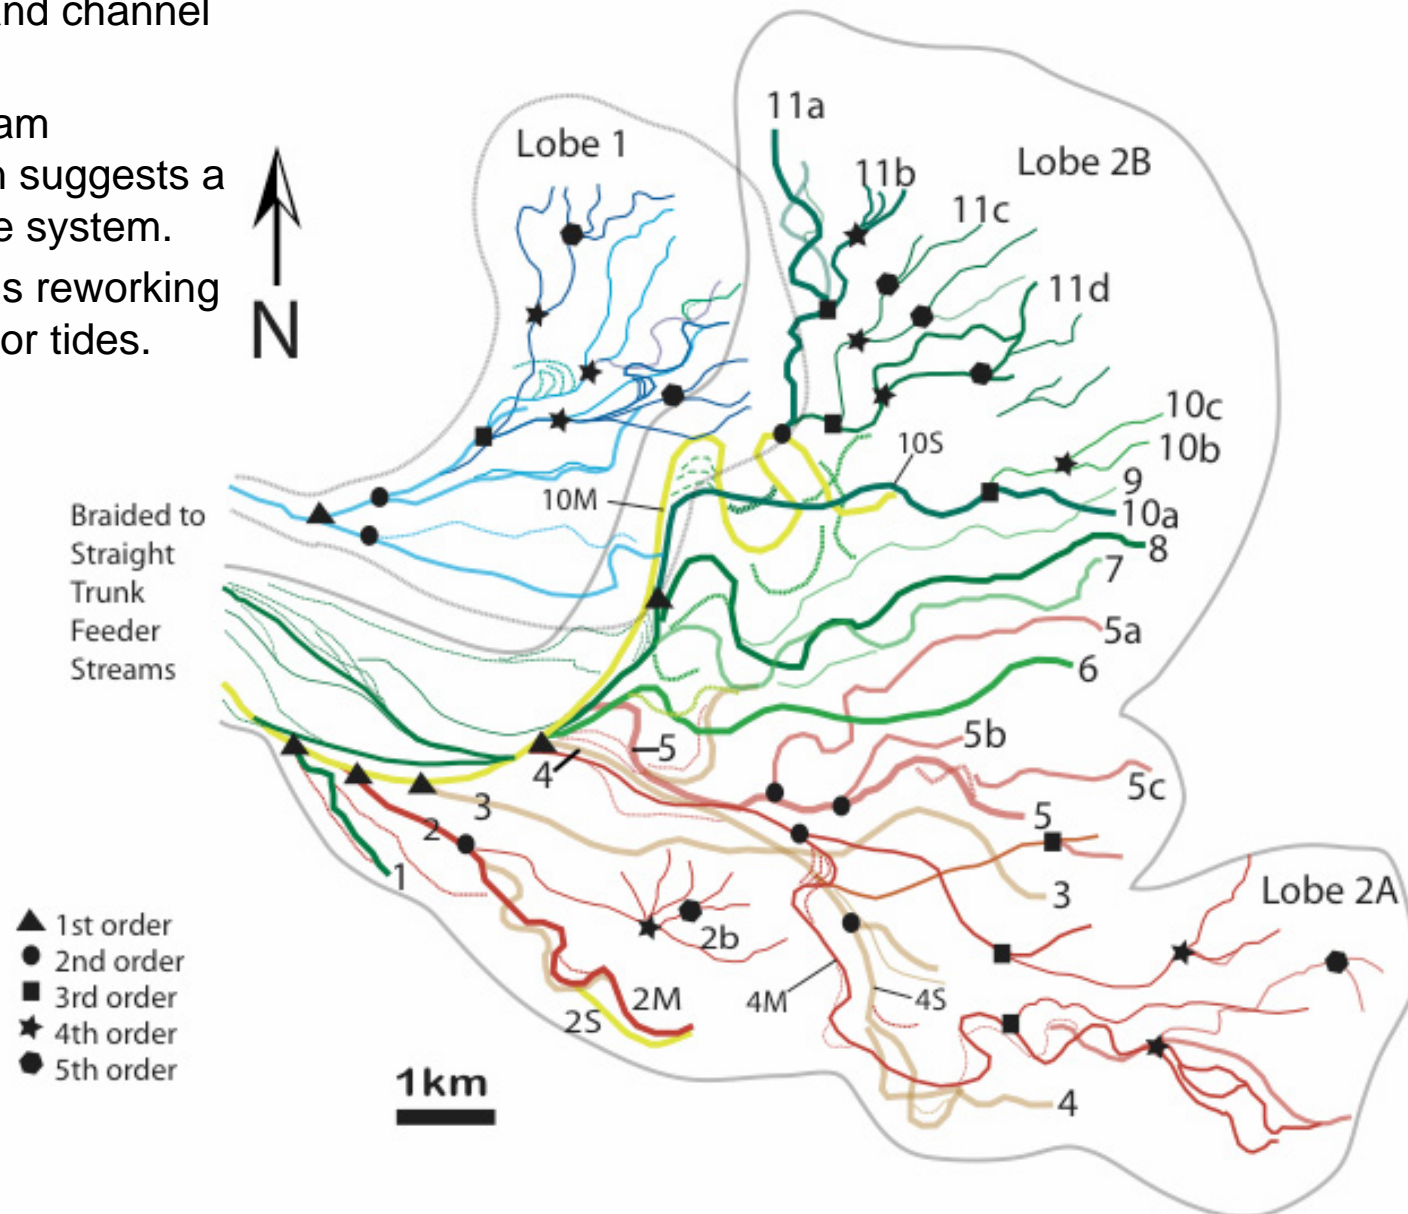 nd channel
am
n suggests a
e system.
s reworking
or tides.
N
Lobe 1
11a
11b
Lobe 2B
11c
11d
10c
10S
10b
10M
9
10a
8
7
5a
6
Braided to
Straight
Trunk
Feeder
Streams
5
5b
4
5c
3
5
2
1
3
Lobe 2A
2b
2M
4M
4S
2S
4
1st order
2nd order
3rd order
4th order
5th order
1km